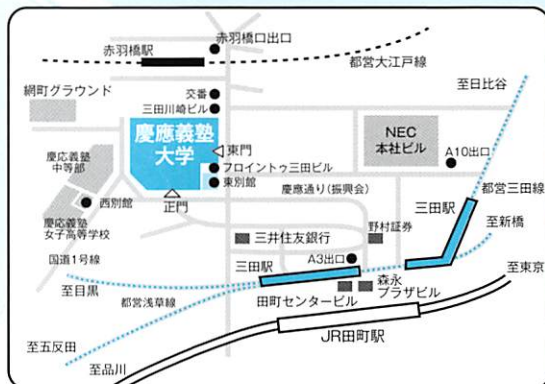 赤羽橋口出口
赤羽橋駅
都営大江戸線
至日比谷
網町グラウンド
交番
三田川崎ビル
慶應義塾
大学
東門
NEC
本社ビル
A10出口
慶応義塾
中等部
フロイントゥ三田ビル
東別館
慶應通り(振興会)
都営三田線
西別館
正門
三田駅
至新橋
慶応義塾
女子高等学校
三井住友銀行
野村証券
国道1号線
三田駅
A3出口
至東京
至目黒
都営浅草線
田町センタービル
森永
プラザビル
至五反田
JR田町駅
至品川